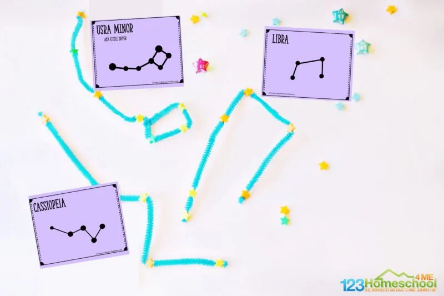 USRA MINOR
LIBRA
CASSIOPEIA
123 Homeschool
4 ME